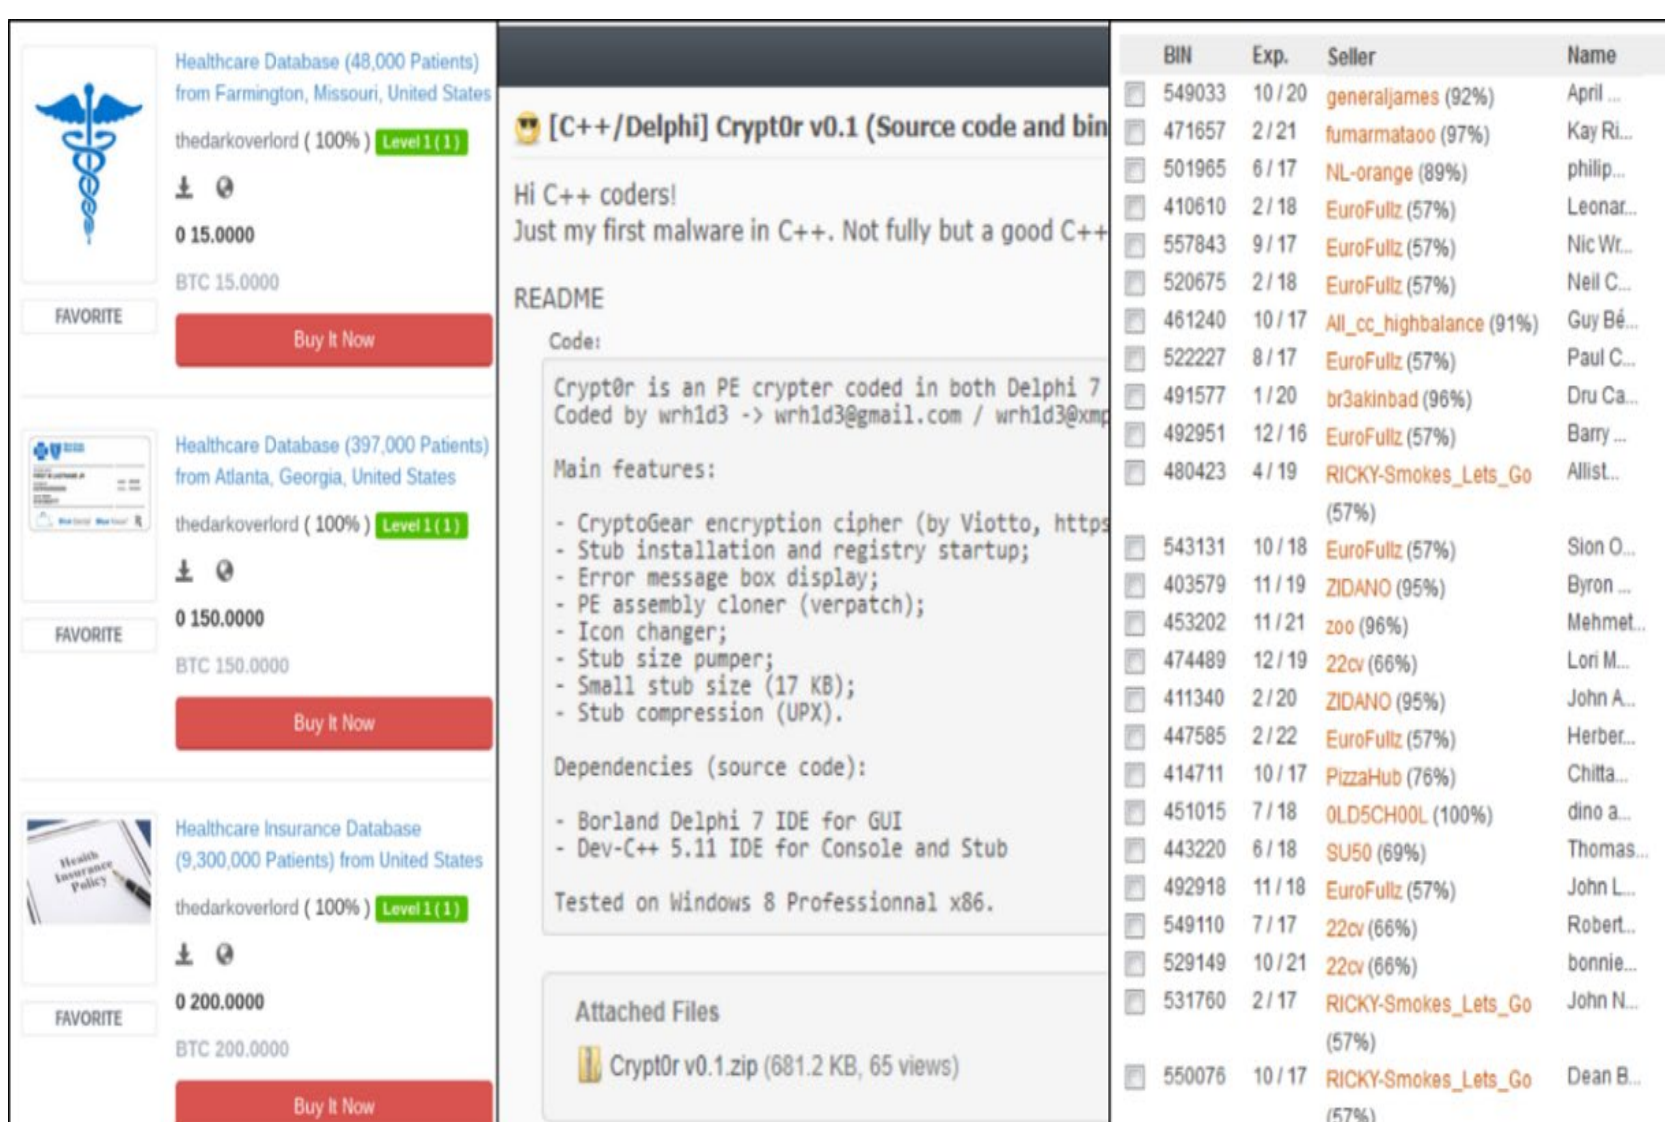 Healthcare Database (48,000 Patients)
from Farmington, Missouri, United States
thedarkoverlord ( 100% ) Level 1 ( 1 )
0 15.0000
BTC 15.0000
FAVORITE
Buy It Now
Healthcare Database (397,000 Patients)
from Atlanta, Georgia, United States
thedarkoverlord ( 100% ) Level 1 ( 1 )
0 150.0000
FAVORITE
BTC 150.0000
Buy It Now
Health
Insurance
Policy
Healthcare Insurance Database
(9,300,000 Patients) from United States
thedarkoverlord ( 100% ) Level 1 ( 1 )
0 200.0000
FAVORITE
BTC 200.0000
Buy It Now
[C++/Delphi] Crypt0r v0.1 (Source code and bin
Hi C++ coders!
Just my first malware in C++. Not fully but a good C++
README
Code:
Crypt0r is an PE crypter coded in both Delphi 7
Coded by wrh1d3 -> wrh1d3@gmail.com / wrh1d3@xmp
Main features:
- CryptoGear encryption cipher (by Viotto, https
- Stub installation and registry startup;
- Error message box display;
- PE assembly cloner (verpatch);
- Icon changer;
- Stub size pumper;
- Small stub size (17 KB);
- Stub compression (UPX).
Dependencies (source code):
- Borland Delphi 7 IDE for GUI
- Dev-C++ 5.11 IDE for Console and Stub
Tested on Windows 8 Professionnal x86.
Attached Files
Crypt0r v0.1.zip (681.2 KB, 65 views)
BIN Exp. Seller Name
549033 10 / 20 generaljames (92%) April ...
471657 2 / 21 fumarmataoo (97%) Kay Ri...
501965 6 / 17 NL-orange (89%) philip...
410610 2 / 18 EuroFullz (57%) Leonar...
557843 9 / 17 EuroFullz (57%) Nic Wr...
520675 2 / 18 EuroFullz (57%) Neil C...
461240 10 / 17 All_cc_highbalance (91%) Guy Bé...
522227 8 / 17 EuroFullz (57%) Paul C...
491577 1 / 20 br3akinbad (96%) Dru Ca...
492951 12 / 16 EuroFullz (57%) Barry ...
480423 4 / 19 RICKY-Smokes_Lets_Go Allist...
(57%)
543131 10 / 18 EuroFullz (57%) Sion O...
403579 11 / 19 ZIDANO (95%) Byron ...
453202 11 / 21 zoo (96%) Mehmet...
474489 12 / 19 22cv (66%) Lori M...
411340 2 / 20 ZIDANO (95%) John A...
447585 2 / 22 EuroFullz (57%) Herber...
414711 10 / 17 PizzaHub (76%) Chitta...
451015 7 / 18 0LD5CH00L (100%) dino a...
443220 6 / 18 SU50 (69%) Thomas...
492918 11 / 18 EuroFullz (57%) John L...
549110 7 / 17 22cv (66%) Robert...
529149 10 / 21 22cv (66%) bonnie...
531760 2 / 17 RICKY-Smokes_Lets_Go John N...
(57%)
550076 10 / 17 RICKY-Smokes_Lets_Go Dean B...
(57%)